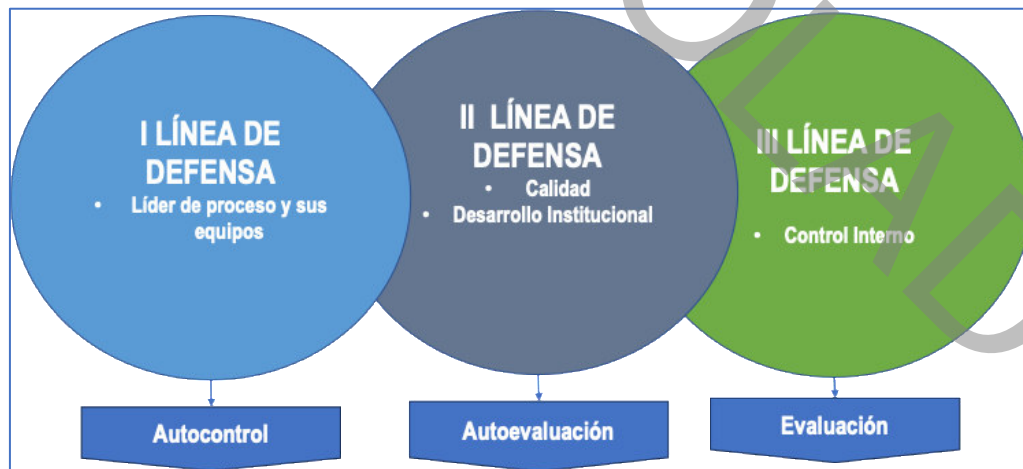 I LÍNEA DE
DEFENSA
• Líder de proceso y sus
equipos
II LÍNEA DE
DEFENSA
• Calidad
• Desarrollo Institucional
III LÍNEA DE
DEFENSA
• Control Interno
Autocontrol
Autoevaluación
Evaluación
OLAD